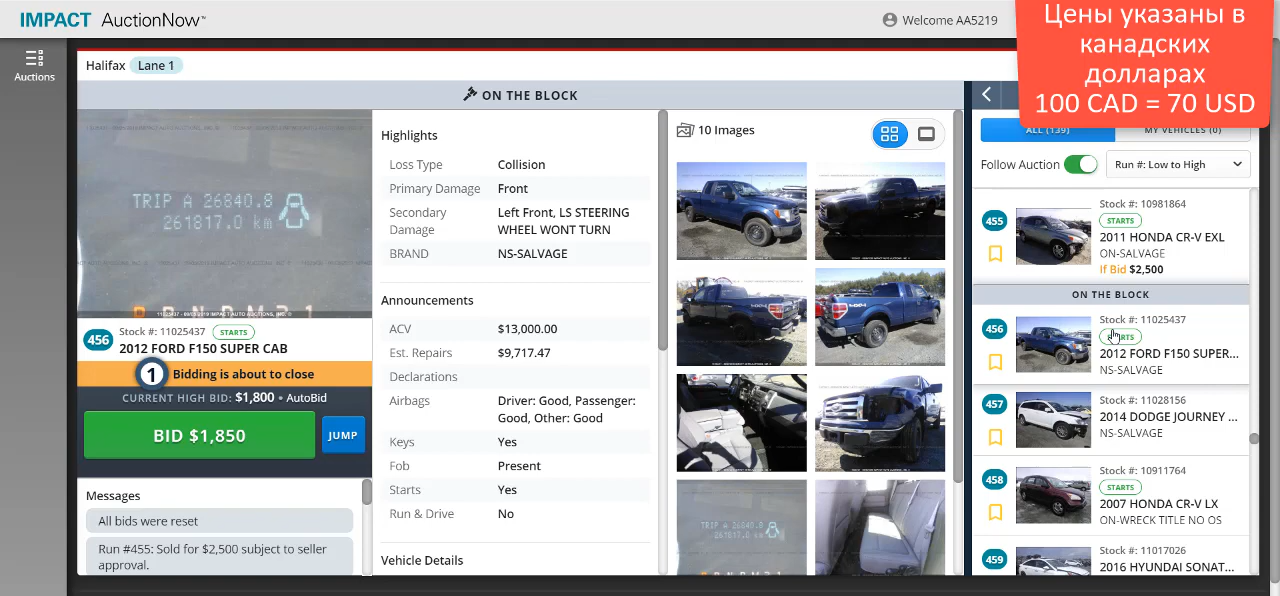 IMPACT AuctionNow™
Welcome AA5219
Цены указаны в
канадских
долларах
100 CAD = 70 USD
Auctions
Halifax Lane 1
ON THE BLOCK
TRIP A 26840.8
261817.0 km
456
Stock #: 11025437 STARTS
2012 FORD F150 SUPER CAB
1 Bidding is about to close
CURRENT HIGH BID: $1,800 • AutoBid
BID $1,850
JUMP
Messages
All bids were reset
Run #455: Sold for $2,500 subject to seller
approval.
Highlights
Loss Type Collision
Primary Damage Front
Secondary Damage Left Front, LS STEERING
WHEEL WONT TURN
BRAND NS-SALVAGE
Announcements
ACV $13,000.00
Est. Repairs $9,717.47
Declarations
Airbags Driver: Good, Passenger:
Good, Other: Good
Keys Yes
Fob Present
Starts Yes
Run & Drive No
Vehicle Details
10 Images
ALL (139)
MY VEHICLES (0)
Follow Auction
Run #: Low to High
455
Stock #: 10981864
STARTS
2011 HONDA CR-V EXL
ON-SALVAGE
If Bid $2,500
ON THE BLOCK
456
Stock #: 11025437
2012 FORD F150 SUPER...
NS-SALVAGE
457
Stock #: 11028156
2014 DODGE JOURNEY ...
NS-SALVAGE
458
Stock #: 10911764
STARTS
2007 HONDA CR-V LX
ON-WRECK TITLE NO OS
459
Stock #: 11017026
2016 HYUNDAI SONAT...